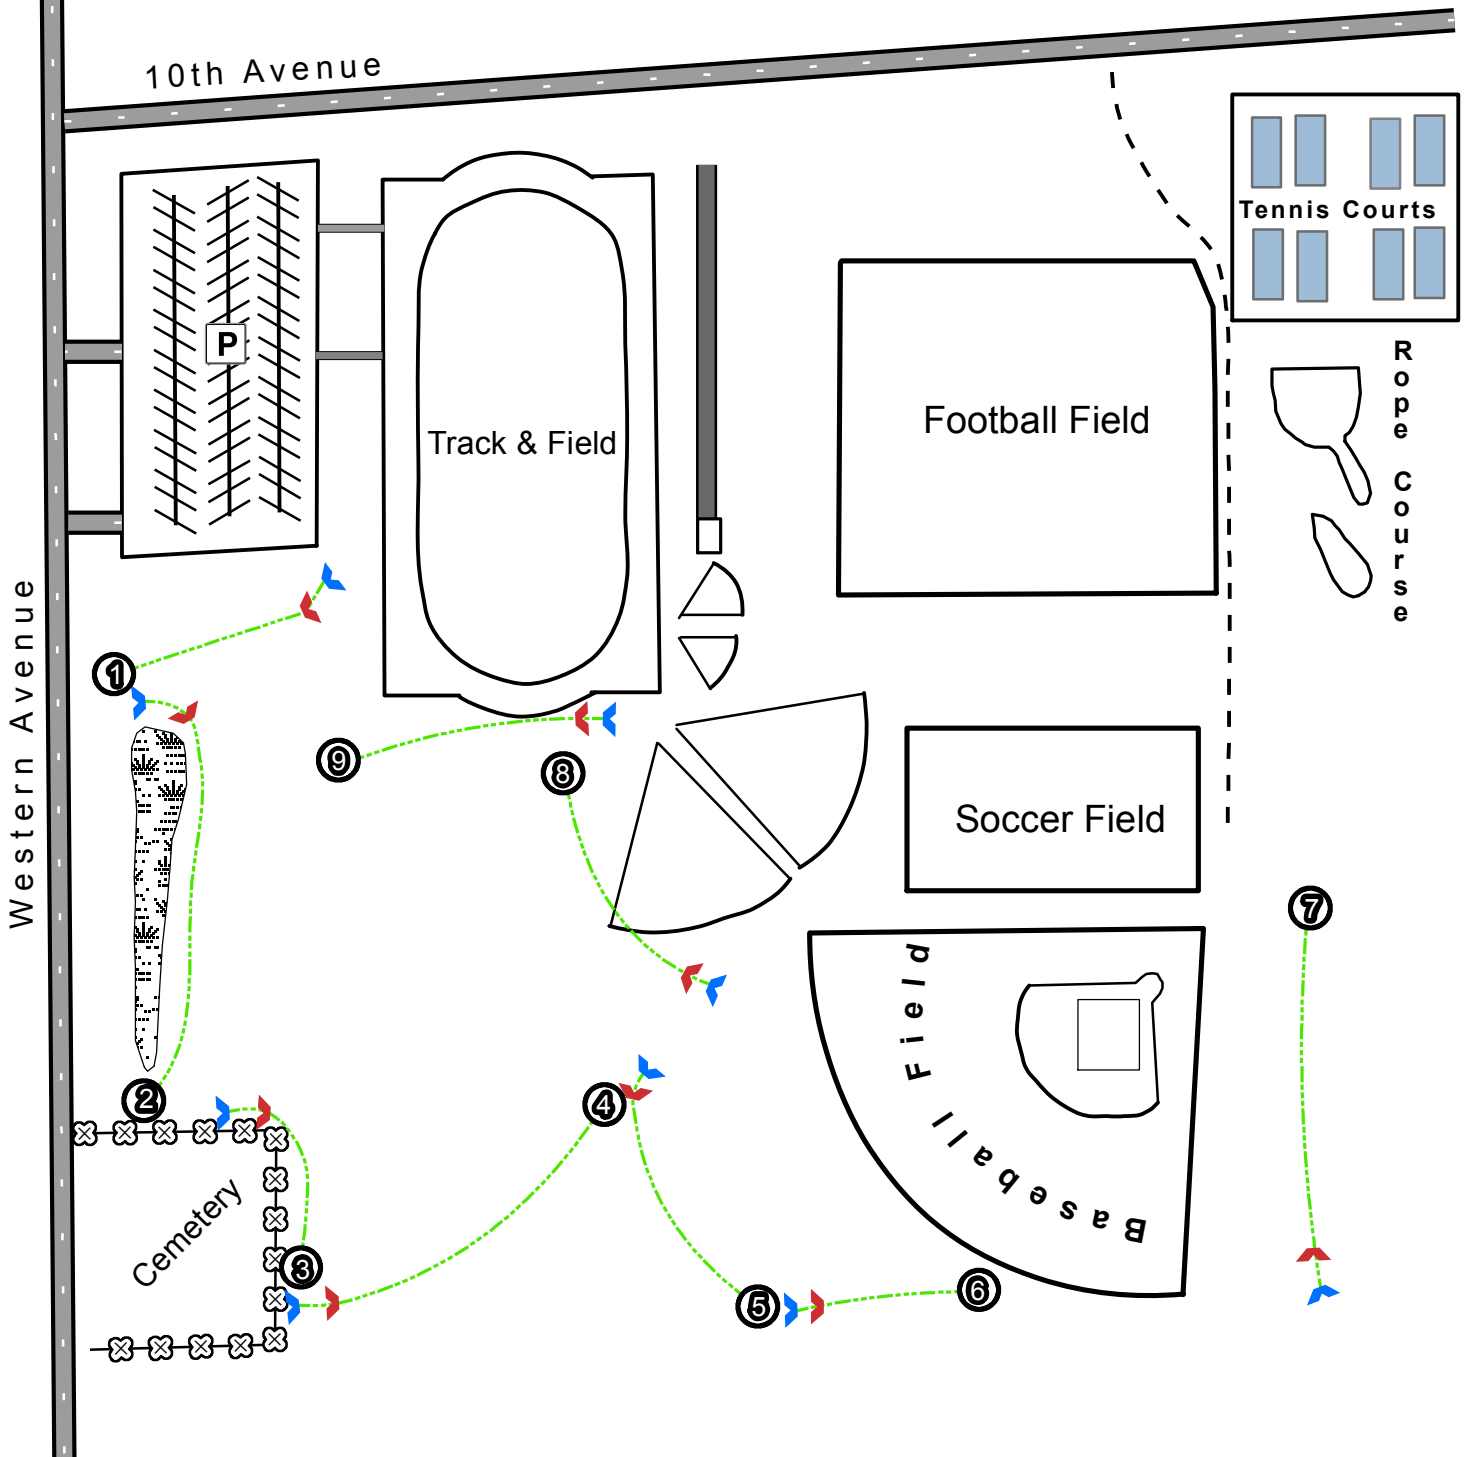 10th Avenue
Tennis Courts
P
Rope Course
Football Field
Track & Field
Western Avenue
1
9
8
Soccer Field
7
Baseball Field
2
4
Cemetery
3
5
6